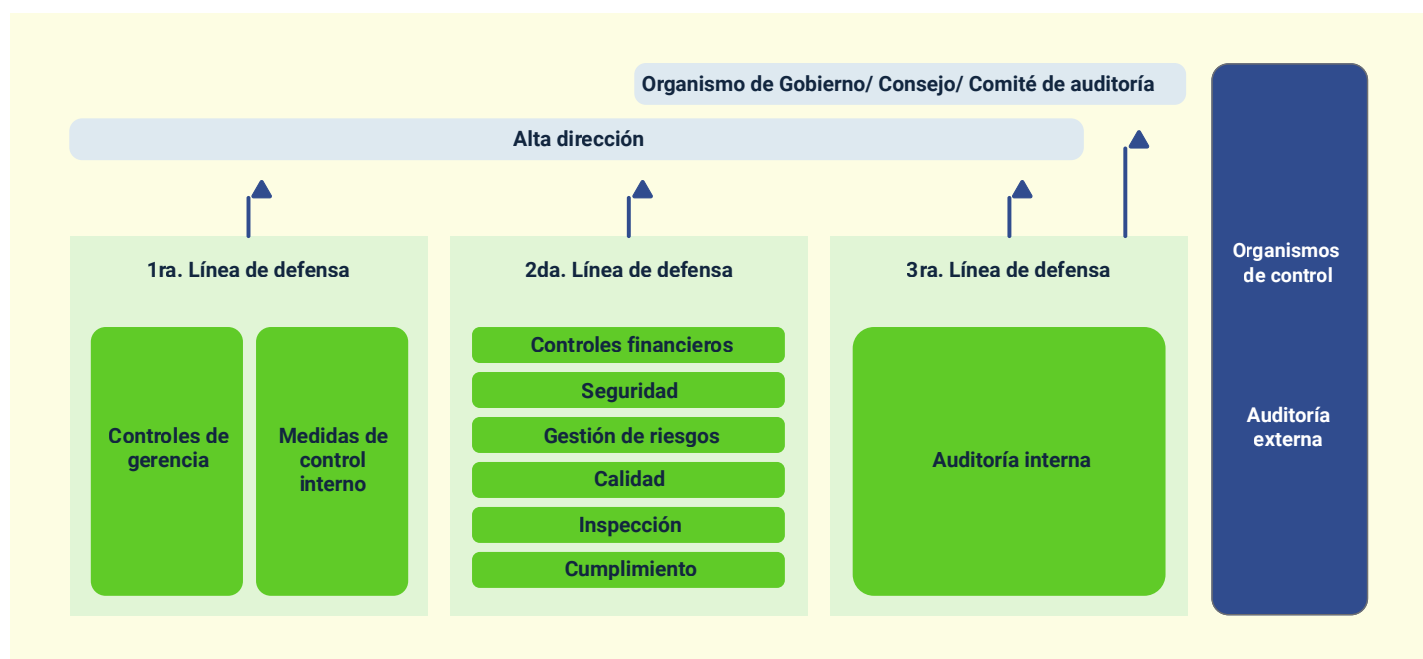 Organismo de Gobierno/ Consejo/ Comité de auditoría
Alta dirección
1ra. Línea de defensa
Controles de
gerencia
Medidas de
control
interno
2da. Línea de defensa
Controles financieros
Seguridad
Gestión de riesgos
Calidad
Inspección
Cumplimiento
3ra. Línea de defensa
Auditoría interna
Organismos
de control
Auditoría
externa